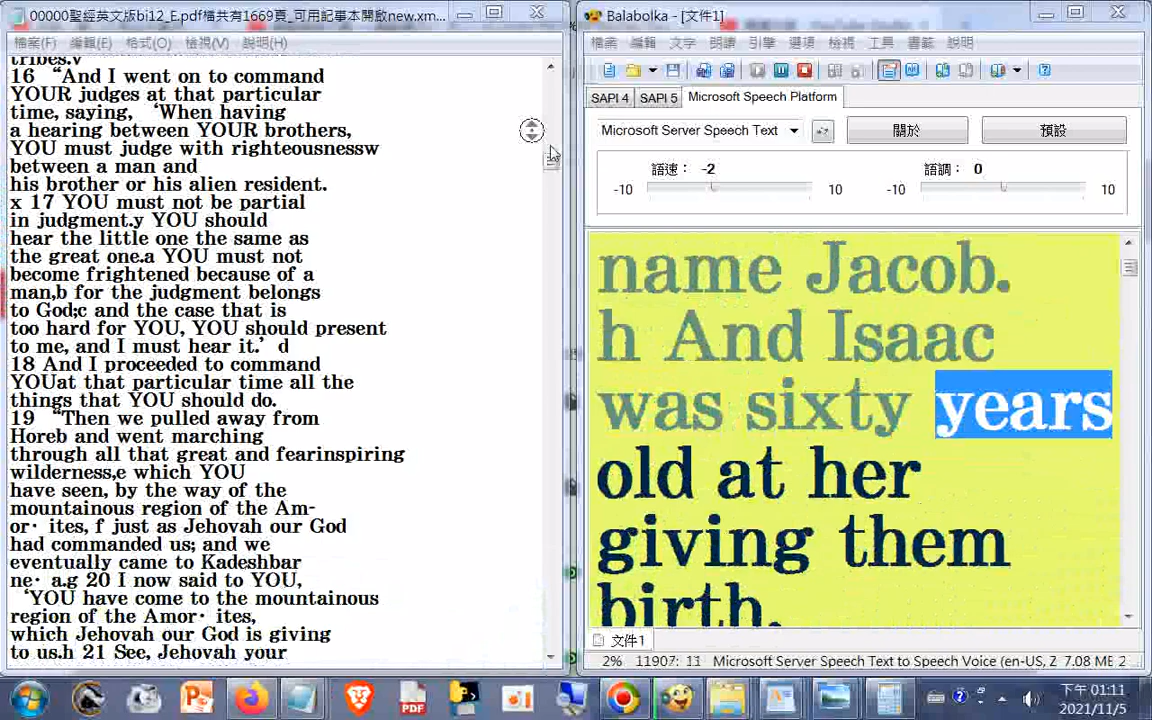 00000聖經英文版bi12_E.pdf檔共有1669頁_可用記事本開啟new.xm...
檔案(F) 編輯(E) 格式(O) 檢視(V) 說明(H)
tribes.v
16 “And I went on to command
YOUR judges at that particular
time, saying, ‘When having
a hearing between YOUR brothers,
YOU must judge with righteousnessw
between a man and
his brother or his alien resident.
x 17 YOU must not be partial
in judgment.y YOU should
hear the little one the same as
the great one.a YOU must not
become frightened because of a
man,b for the judgment belongs
to God;c and the case that is
too hard for YOU, YOU should present
to me, and I must hear it.’ d
18 And I proceeded to command
YOUat that particular time all the
things that YOU should do.
19 “Then we pulled away from
Horeb and went marching
through all that great and fearinspiring
wilderness,e which YOU
have seen, by the way of the
mountainous region of the Am-
or· ites, f just as Jehovah our God
had commanded us; and we
eventually came to Kadeshbar
ne· a.g 20 I now said to YOU,
‘YOU have come to the mountainous
region of the Amor· ites,
which Jehovah our God is giving
to us.h 21 See, Jehovah your
Balabolka - [文件1]
檔案 編輯 文字 朗讀 引擎 選項 檢視 工具 書籤 說明
SAPI 4 SAPI 5 Microsoft Speech Platform
Microsoft Server Speech Text 關於 預設
語速： -2 語調： 0
-10 10 -10 10
name Jacob.
h And Isaac
was sixty years
old at her
giving them
birth.
文件1
2% 11907: 11 Microsoft Server Speech Text to Speech Voice (en-US, Z 7.08 MB 2
下午 01:11
2021/11/5